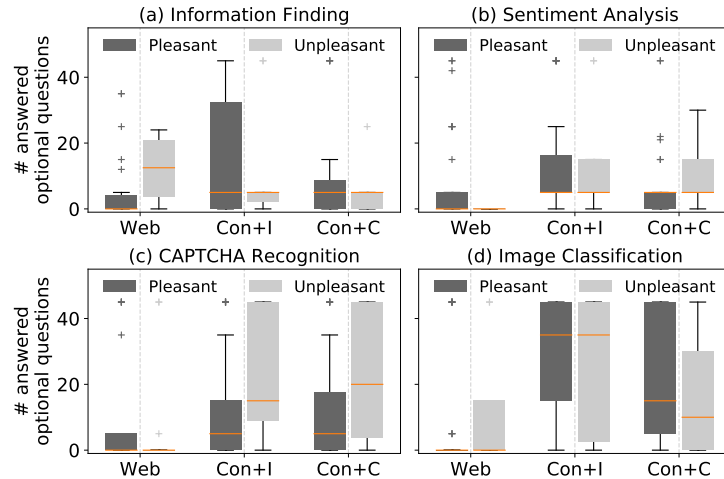 (a) Information Finding
(b) Sentiment Analysis
Pleasant Unpleasant
Pleasant Unpleasant
# answered
optional questions
40
20
0
Web Con+I Con+C
Web Con+I Con+C
(c) CAPTCHA Recognition
(d) Image Classification
Pleasant Unpleasant
Pleasant Unpleasant
# answered
optional questions
40
20
0
Web Con+I Con+C
Web Con+I Con+C